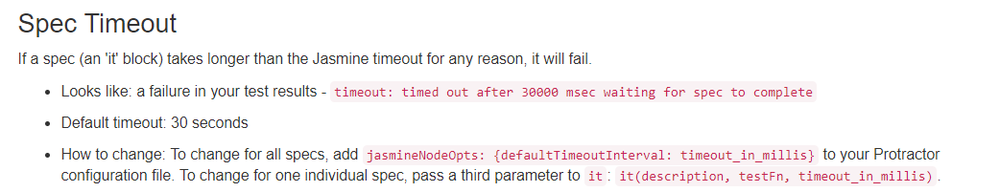 Spec Timeout
If a spec (an 'it' block) takes longer than the Jasmine timeout for any reason, it will fail.
• Looks like: a failure in your test results - timeout: timed out after 30000 msec waiting for spec to complete
• Default timeout: 30 seconds
• How to change: To change for all specs, add jasmineNodeOpts: {defaultTimeoutInterval: timeout_in_millis} to your Protractor
configuration file. To change for one individual spec, pass a third parameter to it : it(description, testFn, timeout_in_millis) .